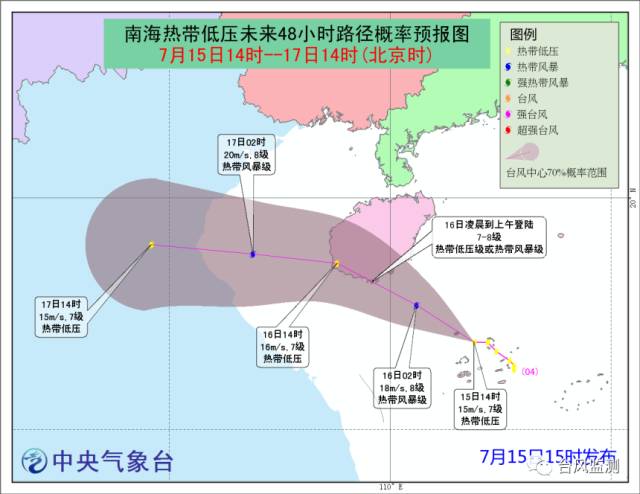 南海热带低压未来48小时路径概率预报图
7月15日14时--17日14时(北京时)
图例
热带低压
热带风暴
强热带风暴
台风
强台风
超强台风
台风中心70%概率范围
20° N
17日02时
20m/s,8级
热带风暴级
16日凌晨到上午登陆
7-8级
热带低压级或热带风暴级
17日14时
15m/s,7级
热带低压
16日14时
16m/s,7级
热带低压
16日02时
18m/s,8级
热带风暴级
15日14时
15m/s,7级
热带低压
(04)
中央气象台
7月15日15时发布
台风监测
110° E